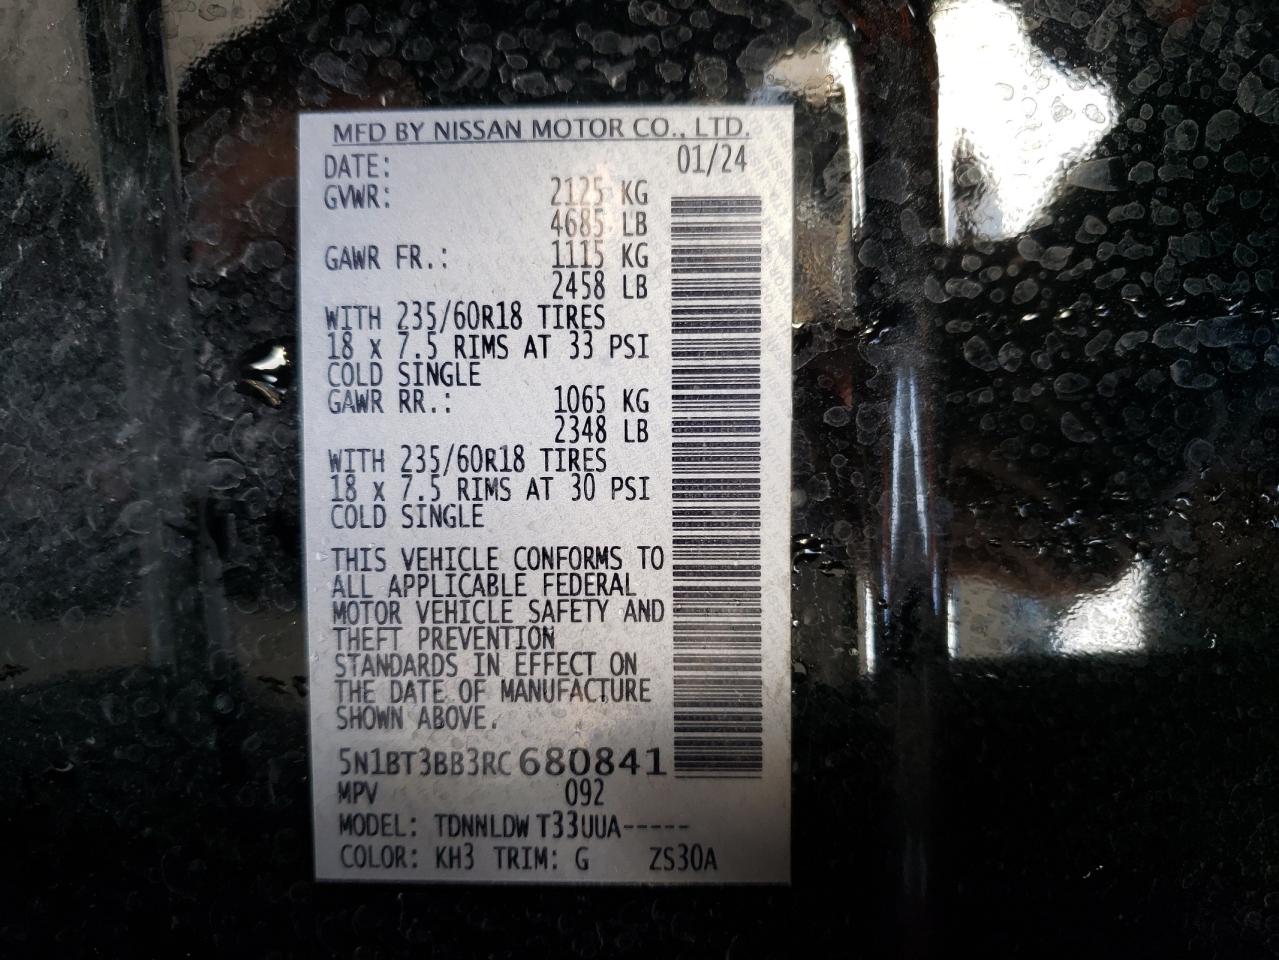 MFD BY NISSAN MOTOR CO., LTD.
DATE: 01/24
GVWR: 2125 KG
4685 LB
GAWR FR.: 1115 KG
2458 LB
WITH 235/60R18 TIRES
18 x 7.5 RIMS AT 33 PSI
COLD SINGLE
GAWR RR.: 1065 KG
2348 LB
WITH 235/60R18 TIRES
18 x 7.5 RIMS AT 30 PSI
COLD SINGLE
THIS VEHICLE CONFORMS TO
ALL APPLICABLE FEDERAL
MOTOR VEHICLE SAFETY AND
THEFT PREVENTION
STANDARDS IN EFFECT ON
THE DATE OF MANUFACTURE
SHOWN ABOVE.
5N1BT3BB3RC680841
MPV 092
MODEL: TDNNLDW T33UUA-----
COLOR: KH3 TRIM: G ZS30A